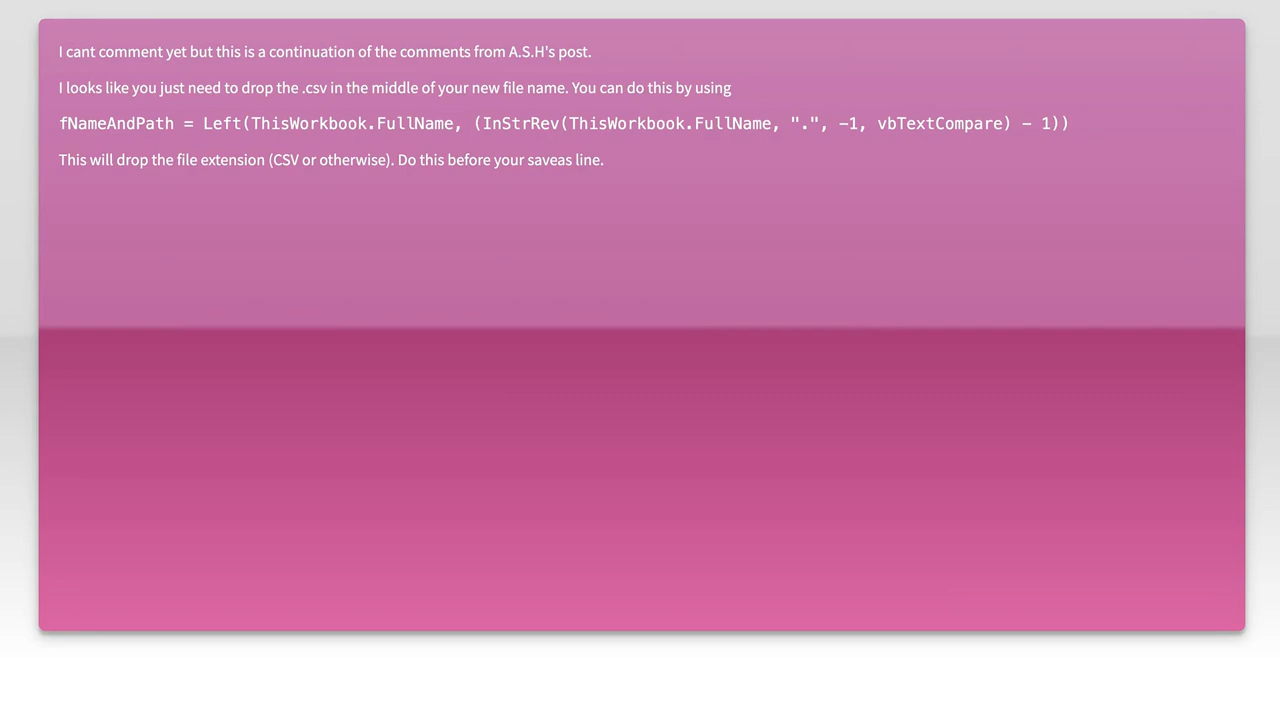 I cant comment yet but this is a continuation of the comments from A.S.H's post.
I looks like you just need to drop the .csv in the middle of your new file name. You can do this by using
fNameAndPath = Left(ThisWorkbook.FullName, (InStrRev(ThisWorkbook.FullName, ".", -1, vbTextCompare) - 1))
This will drop the file extension (CSV or otherwise). Do this before your saveas line.